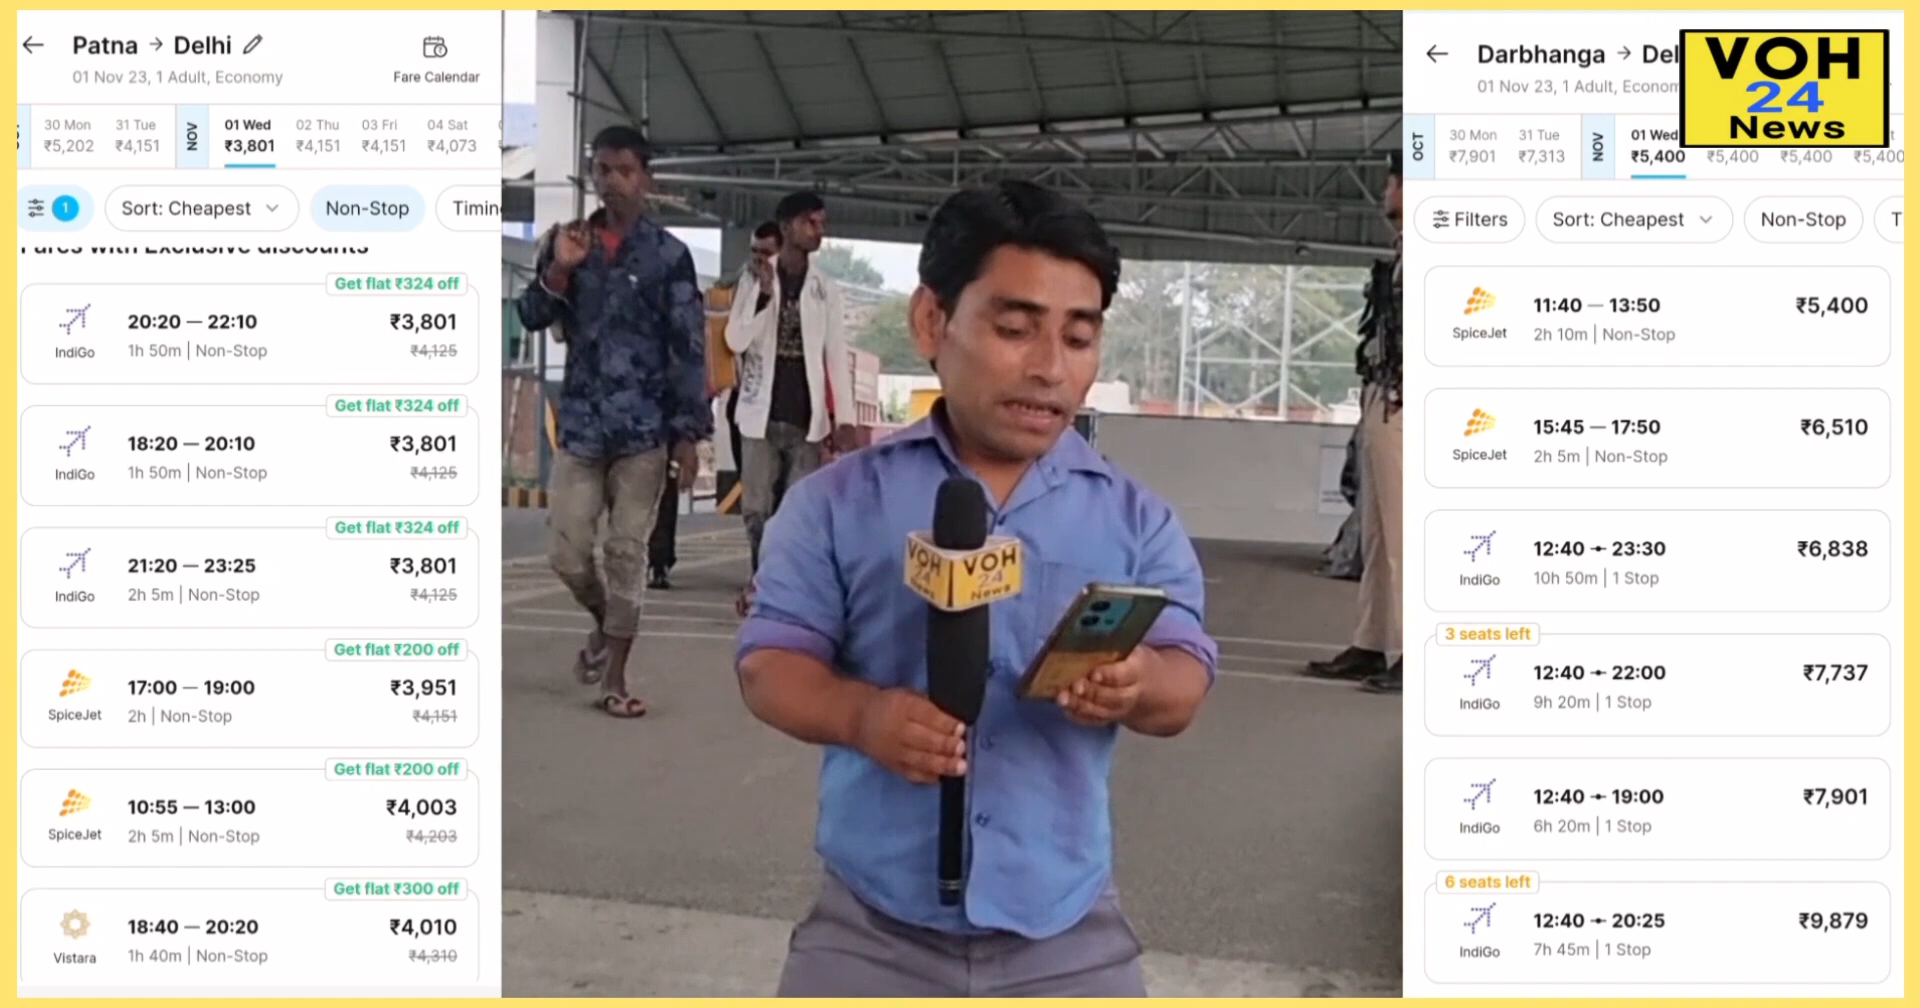 Patna → Delhi
01 Nov 23, 1 Adult, Economy
Fare Calendar
30 Mon
₹5,202
31 Tue
₹4,151
NOV
01 Wed
₹3,801
02 Thu
₹4,151
03 Fri
₹4,151
04 Sat
₹4,073
1
Sort: Cheapest
Non-Stop
Fares with Exclusive discounts
Get flat ₹324 off
IndiGo
20:20 — 22:10
₹3,801
1h 50m | Non-Stop
₹4,125
Get flat ₹324 off
IndiGo
18:20 — 20:10
₹3,801
1h 50m | Non-Stop
₹4,125
Get flat ₹324 off
IndiGo
21:20 — 23:25
₹3,801
2h 5m | Non-Stop
₹4,125
Get flat ₹200 off
SpiceJet
17:00 — 19:00
₹3,951
2h | Non-Stop
₹4,151
Get flat ₹200 off
SpiceJet
10:55 — 13:00
₹4,003
2h 5m | Non-Stop
₹4,203
Get flat ₹300 off
Vistara
18:40 — 20:20
₹4,010
1h 40m | Non-Stop
₹4,310
VOH
24
News
VOH
24
News
Darbhanga → Del
01 Nov 23, 1 Adult, Econom
VOH
24
News
OCT
30 Mon
₹7,901
31 Tue
₹7,313
NOV
01 Wed
₹5,400
₹5,400
₹5,400
₹5,400
Filters
Sort: Cheapest
Non-Stop
T
SpiceJet
11:40 — 13:50
₹5,400
2h 10m | Non-Stop
SpiceJet
15:45 — 17:50
₹6,510
2h 5m | Non-Stop
IndiGo
12:40 -•- 23:30
₹6,838
10h 50m | 1 Stop
3 seats left
IndiGo
12:40 -•- 22:00
₹7,737
9h 20m | 1 Stop
IndiGo
12:40 -•- 19:00
₹7,901
6h 20m | 1 Stop
6 seats left
IndiGo
12:40 -•- 20:25
₹9,879
7h 45m | 1 Stop